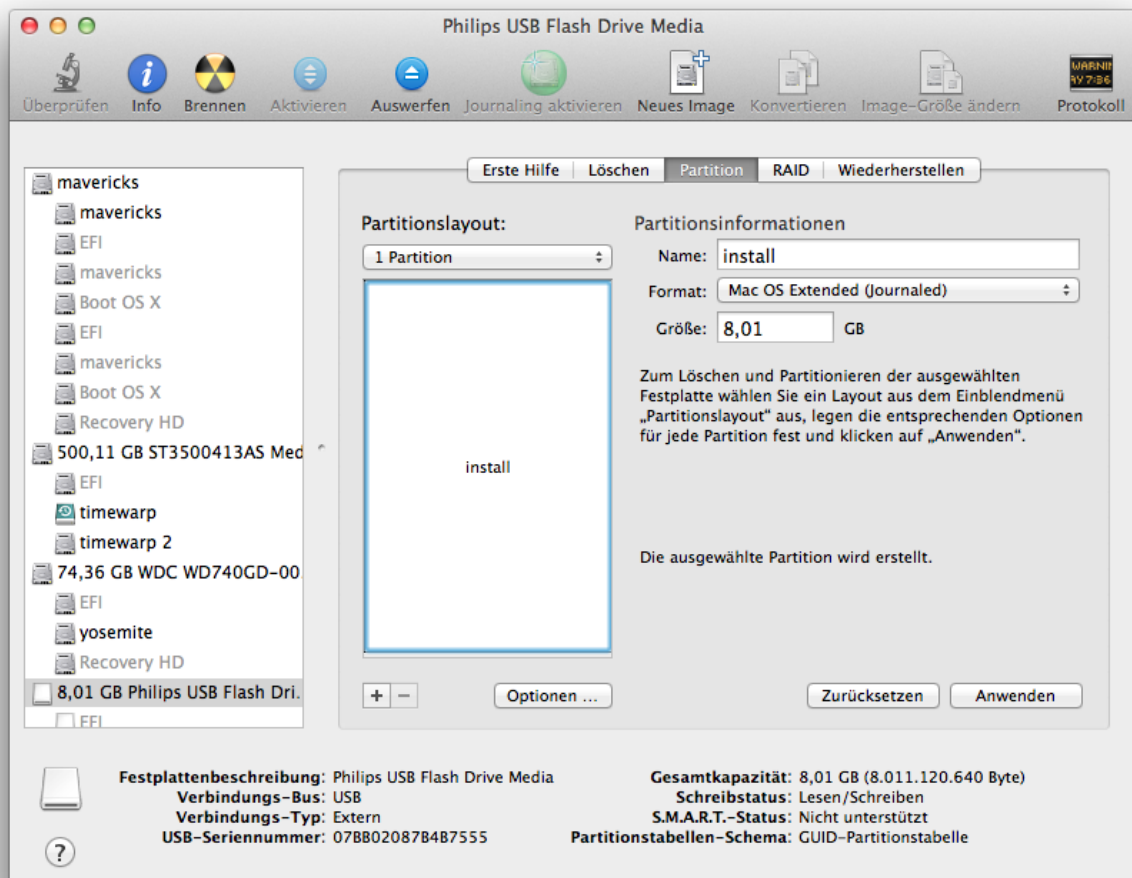 Philips USB Flash Drive Media
Überprüfen Info Brennen Aktivieren Auswerfen Journaling aktivieren Neues Image Konvertieren Image-Größe ändern Protokoll
WARNIN
AY 7:36
mavericks
mavericks
EFI
mavericks
Boot OS X
EFI
mavericks
Boot OS X
Recovery HD
500,11 GB ST3500413AS Med
EFI
timewarp
timewarp 2
74,36 GB WDC WD740GD-00
EFI
yosemite
Recovery HD
8,01 GB Philips USB Flash Dri.
EFI
Erste Hilfe Löschen Partition RAID Wiederherstellen
Partitionslayout:
1 Partition
install
+ −
Optionen ...
Partitionsinformationen
Name: install
Format: Mac OS Extended (Journaled)
Größe: 8,01 GB
Zum Löschen und Partitionieren der ausgewählten
Festplatte wählen Sie ein Layout aus dem Einblendmenü
„Partitionslayout“ aus, legen die entsprechenden Optionen
für jede Partition fest und klicken auf „Anwenden“.
Die ausgewählte Partition wird erstellt.
Zurücksetzen Anwenden
Festplattenbeschreibung: Philips USB Flash Drive Media
Verbindungs-Bus: USB
Verbindungs-Typ: Extern
USB-Seriennummer: 07BB02087B4B7555
Gesamtkapazität: 8,01 GB (8.011.120.640 Byte)
Schreibstatus: Lesen/Schreiben
S.M.A.R.T.-Status: Nicht unterstützt
Partitionstabellen-Schema: GUID-Partitionstabelle
?